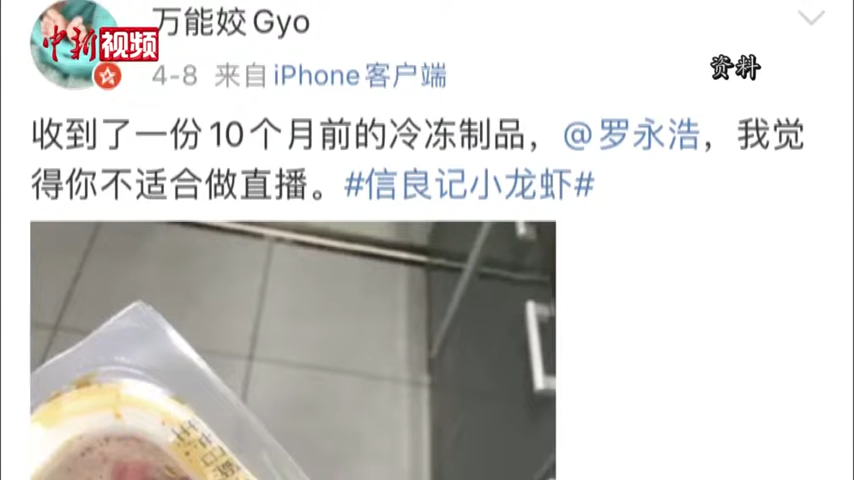 万能姣Gyo
中新视频
资料
4-8 来自iPhone客户端
收到了一份10个月前的冷冻制品，@罗永浩，我觉
得你不适合做直播。#信良记小龙虾#